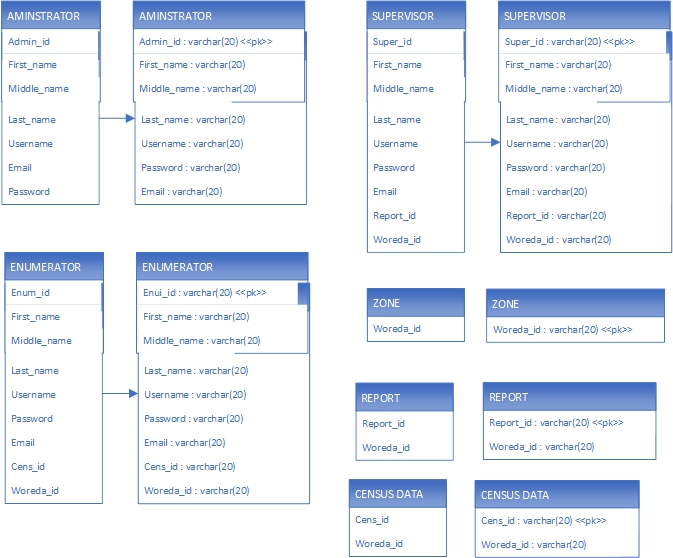 AMINSTRATOR
Admin_id
First_name
Middle_name
Last_name
Username
Email
Password
AMINSTRATOR
Admin_id : varchar(20) <<pk>>
First_name : varchar(20)
Middle_name : varchar(20)
Last_name : varchar(20)
Username : varchar(20)
Password : varchar(20)
Email : varchar(20)
SUPERVISOR
Super_id
First_name
Middle_name
Last_name
Username
Password
Email
Report_id
Woreda_id
SUPERVISOR
Super_id : varchar(20) <<pk>>
First_name : varchar(20)
Middle_name : varchar(20)
Last_name : varchar(20)
Username : varchar(20)
Password : varchar(20)
Email : varchar(20)
Report_id : varchar(20)
Woreda_id : varchar(20)
ENUMERATOR
Enum_id
First_name
Middle_name
Last_name
Username
Password
Email
Cens_id
Woreda_id
ENUMERATOR
Enui_id : varchar(20) <<pk>>
First_name : varchar(20)
Middle_name : varchar(20)
Last_name : varchar(20)
Username : varchar(20)
Password : varchar(20)
Email : varchar(20)
Cens_id : varchar(20)
Woreda_id : varchar(20)
ZONE
Woreda_id
ZONE
Woreda_id : varchar(20) <<pk>>
REPORT
Report_id
Woreda_id
REPORT
Report_id : varchar(20) <<pk>>
Woreda_id : varchar(20)
CENSUS DATA
Cens_id
Woreda_id
CENSUS DATA
Cens_id : varchar(20) <<pk>>
Woreda_id : varchar(20)